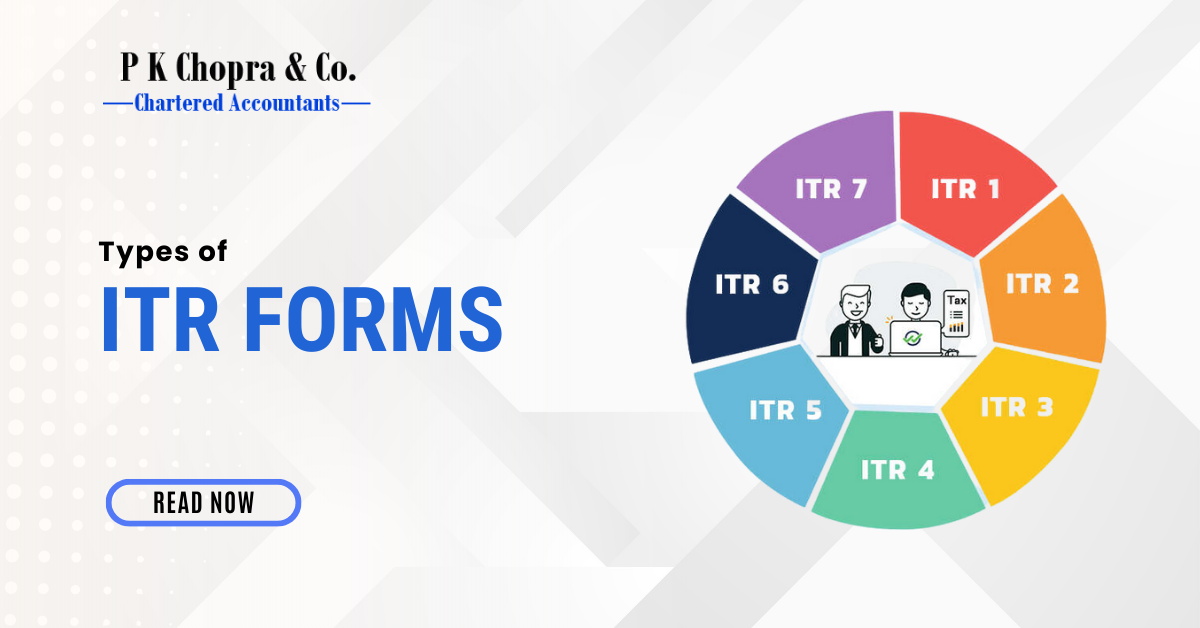 P K Chopra & Co.
Chartered Accountants
Types of
ITR FORMS
READ NOW
ITR 1
ITR 2
ITR 3
ITR 4
ITR 5
ITR 6
ITR 7
Tax